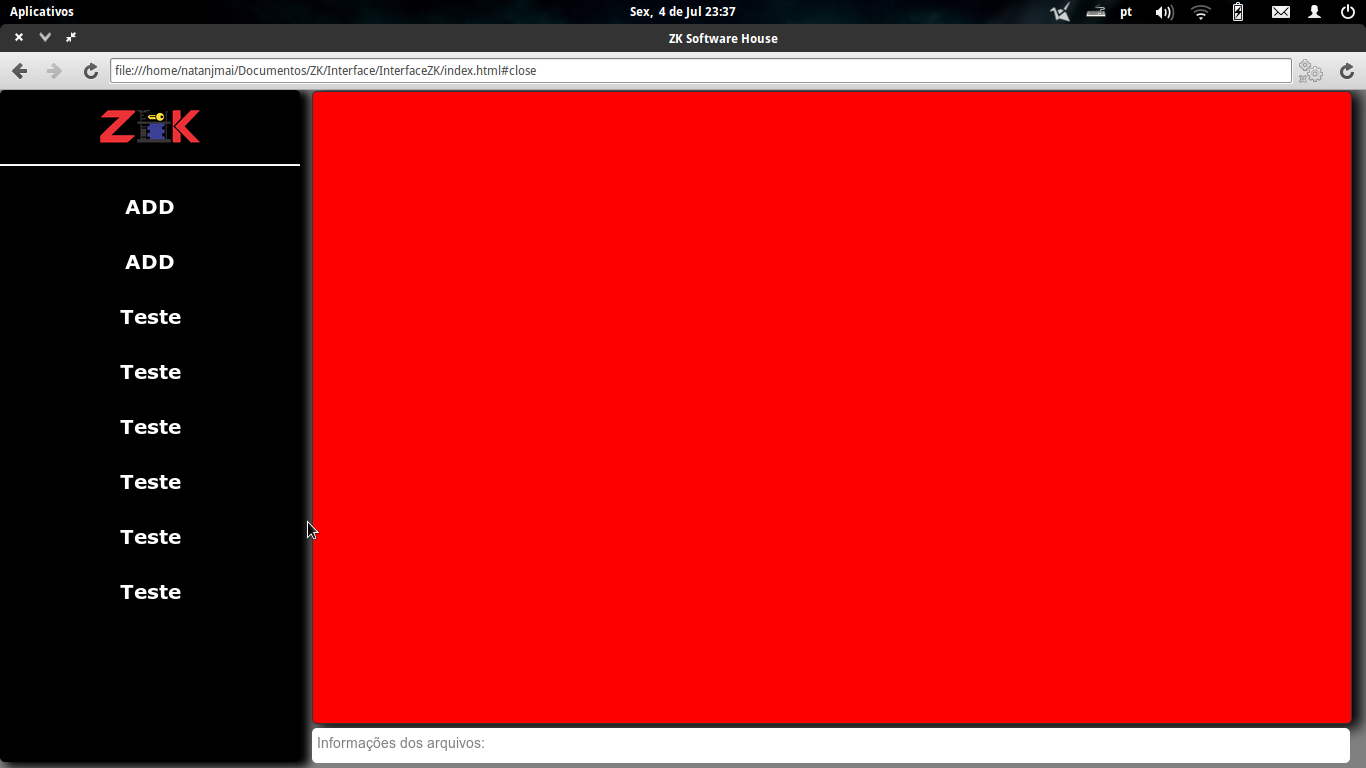 Aplicativos
Sex, 4 de Jul 23:37
pt
ZK Software House
file:///home/natanjmai/Documentos/ZK/Interface/InterfaceZK/index.html#close
ZK
ADD
ADD
Teste
Teste
Teste
Teste
Teste
Teste
Informações dos arquivos: